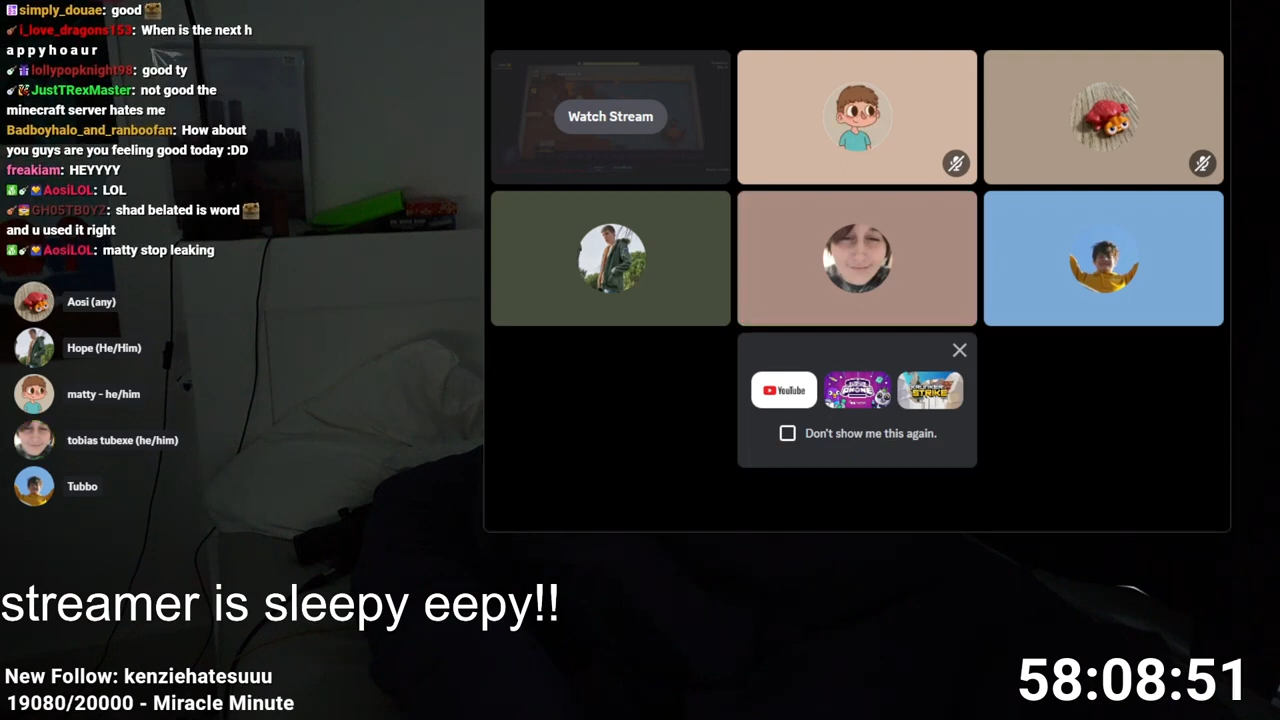 simply_douae: good
i_love_dragons153: When is the next h
a p p y h o a u r
lollypopknight98: good ty
JustTRexMaster: not good the
minecraft server hates me
Badboyhalo_and_ranboofan: How about
you guys are you feeling good today :DD
freakiam: HEYYYY
AosiLOL: LOL
GH05TB0YZ: shad belated is word
and u used it right
AosiLOL: matty stop leaking
Aosi (any)
Hope (He/Him)
matty - he/him
tobias tubexe (he/him)
Tubbo
Watch Stream
YouTube
PHONE
KRUNKER STRIKE
Don't show me this again.
streamer is sleepy eepy!!
New Follow: kenziehatesuuu
19080/20000 - Miracle Minute
58:08:51